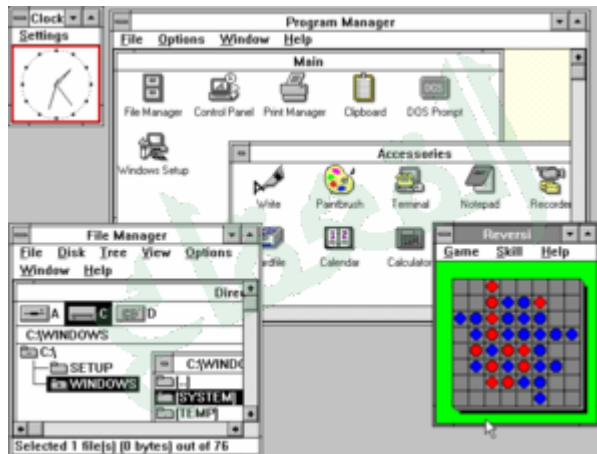 Clock
Settings
Program Manager
File Options Window Help
Main
File Manager Control Panel Print Manager Clipboard DOS Prompt
DOS
Windows Setup
Accessories
Write Paintbrush Terminal Notepad Recorder
Calendar Calculator
File Manager
File Disk Tree View Options
Window Help
A C D
C:\WINDOWS
C:\
SETUP
WINDOWS
C:\WIND
[..]
[SYSTEM]
[TEMP]
Selected 1 file(s) (0 bytes) out of 76
Reversi
Game Skill Help